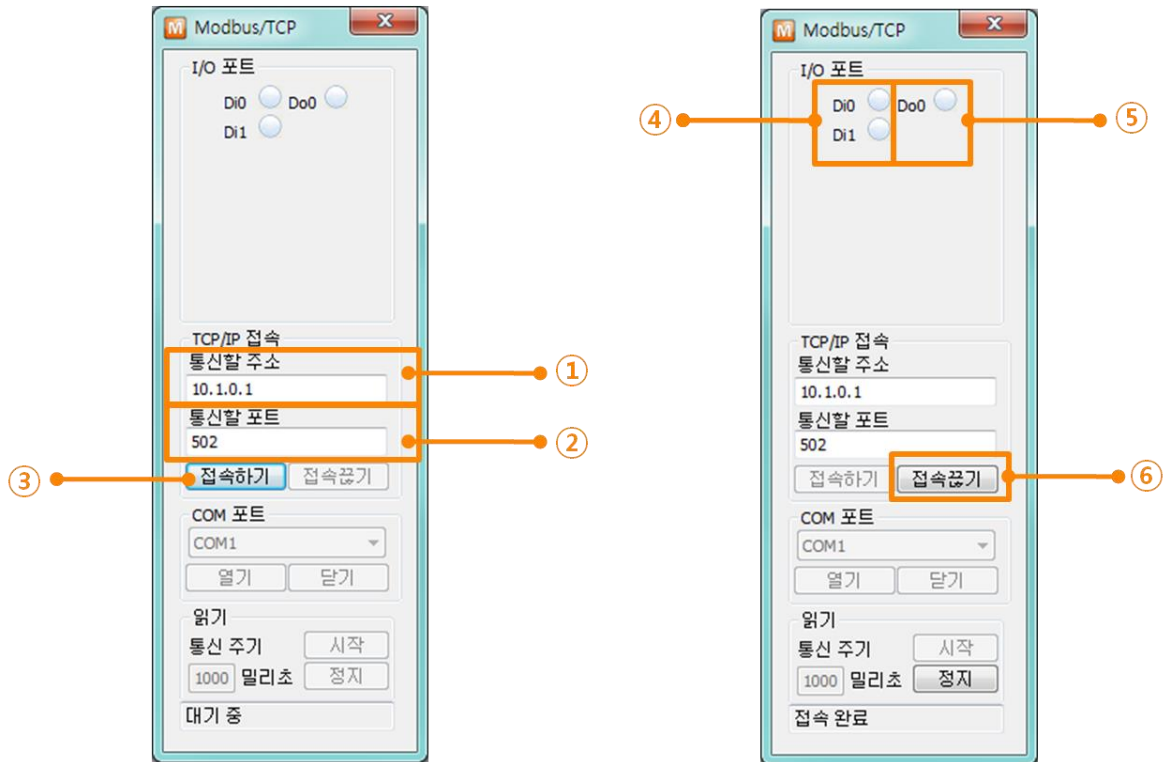 Modbus/TCP
I/O 포트
Di0 Do0
Di1
TCP/IP 접속
통신할 주소
10.1.0.1
통신할 포트
502
접속하기 접속끊기
COM 포트
COM1
열기 닫기
읽기
통신 주기 시작
1000 밀리초 정지
대기 중
①
②
③
Modbus/TCP
I/O 포트
Di0 Do0
Di1
④
⑤
TCP/IP 접속
통신할 주소
10.1.0.1
통신할 포트
502
접속하기 접속끊기
⑥
COM 포트
COM1
열기 닫기
읽기
통신 주기 시작
1000 밀리초 정지
접속 완료